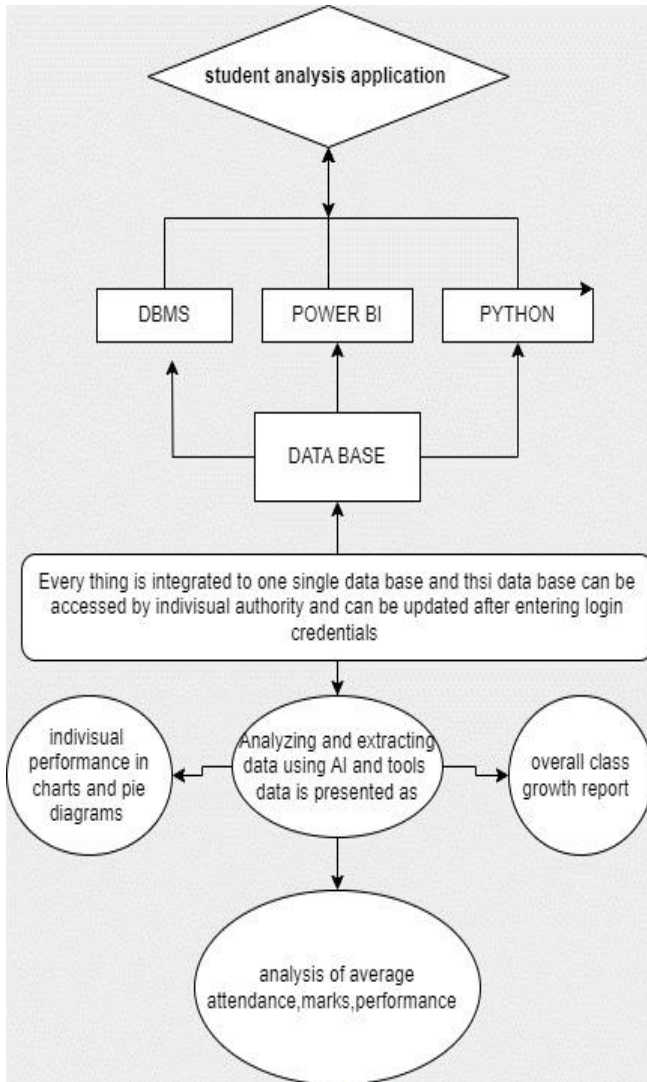 student analysis application
DBMS
POWER BI
PYTHON
DATA BASE
Every thing is integrated to one single data base and thsi data base can be
accessed by indivisual authority and can be updated after entering login
credentials
indivisual
performance in
charts and pie
diagrams
Analyzing and extracting
data using AI and tools
data is presented as
overall class
growth report
analysis of average
attendance,marks,performance